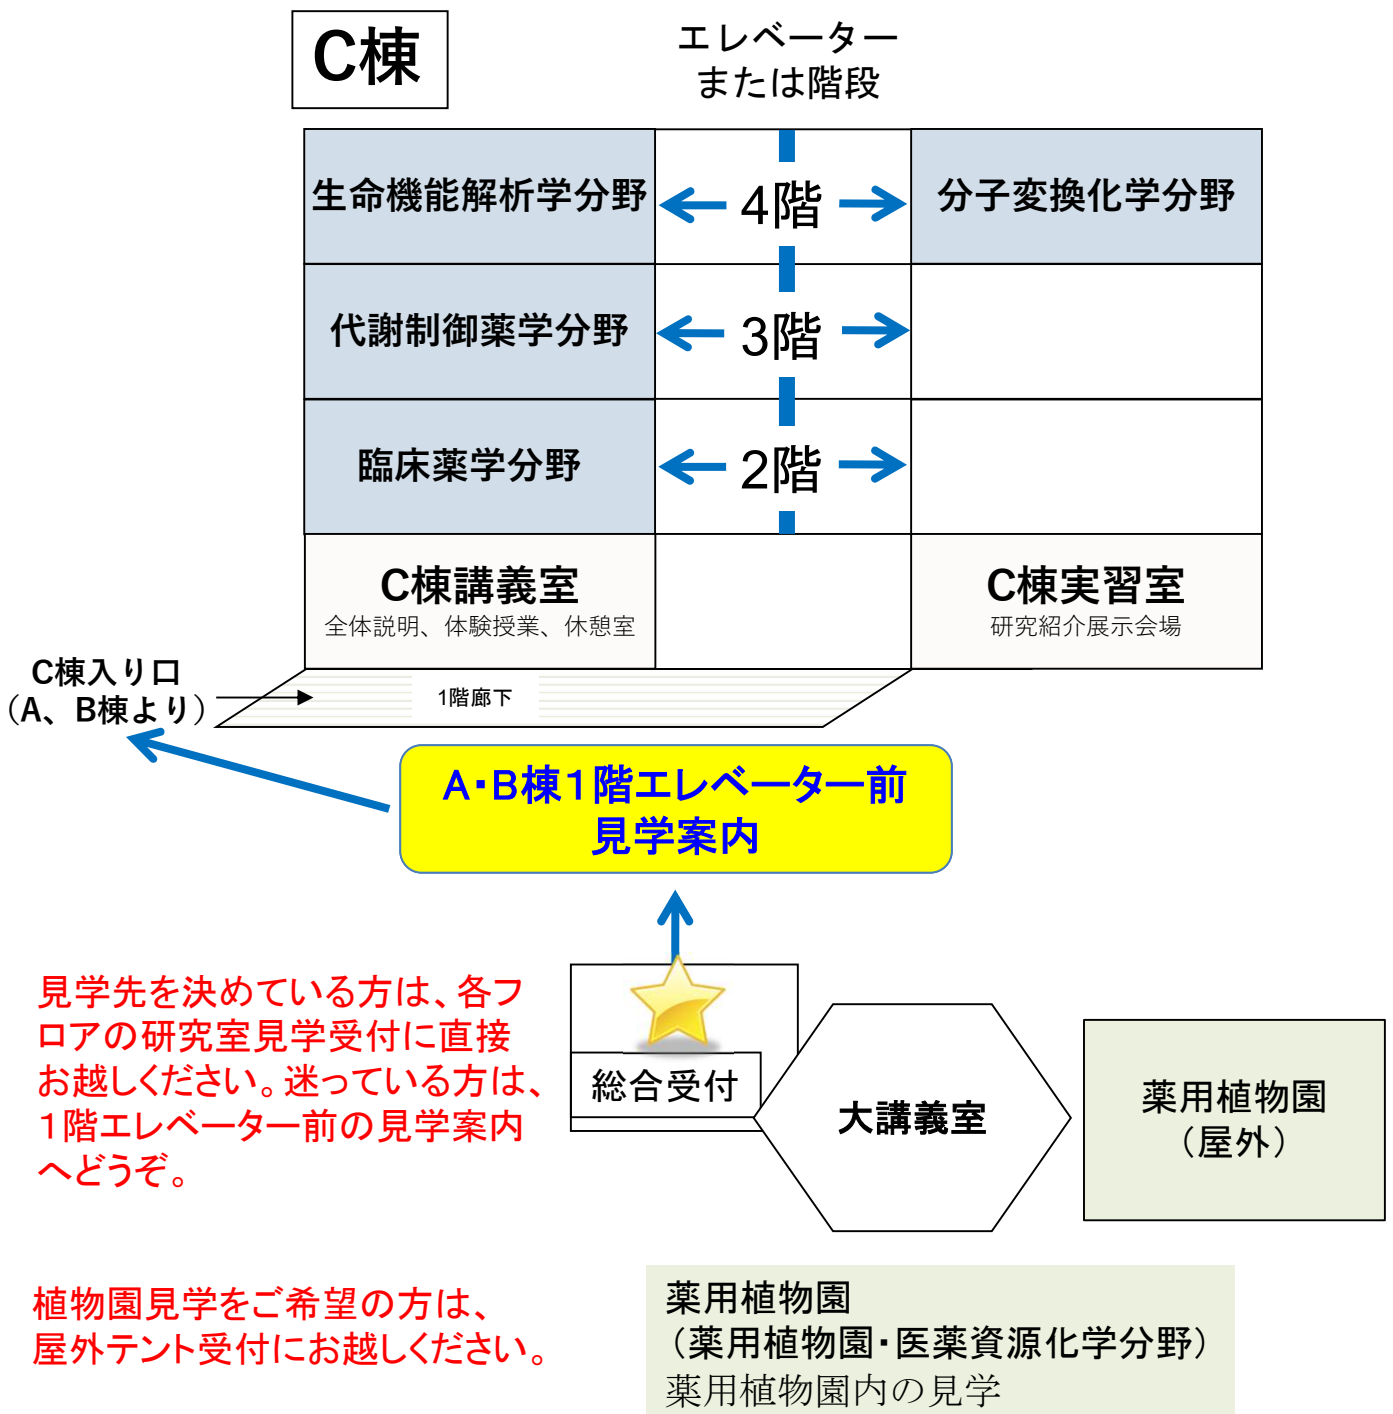 C棟
エレベーター
または階段
生命機能解析学分野
4階
分子変換化学分野
代謝制御薬学分野
3階
臨床薬学分野
2階
C棟講義室
全体説明、体験授業、休憩室
C棟実習室
研究紹介展示会場
C棟入り口
（A、B棟より）
1階廊下
A・B棟１階エレベーター前
見学案内
見学先を決めている方は、各フ
ロアの研究室見学受付に直接
お越しください。迷っている方は、
１階エレベーター前の見学案内
へどうぞ。
総合受付
大講義室
薬用植物園
（屋外）
植物園見学をご希望の方は、
屋外テント受付にお越しください。
薬用植物園
（薬用植物園・医薬資源化学分野）
薬用植物園内の見学